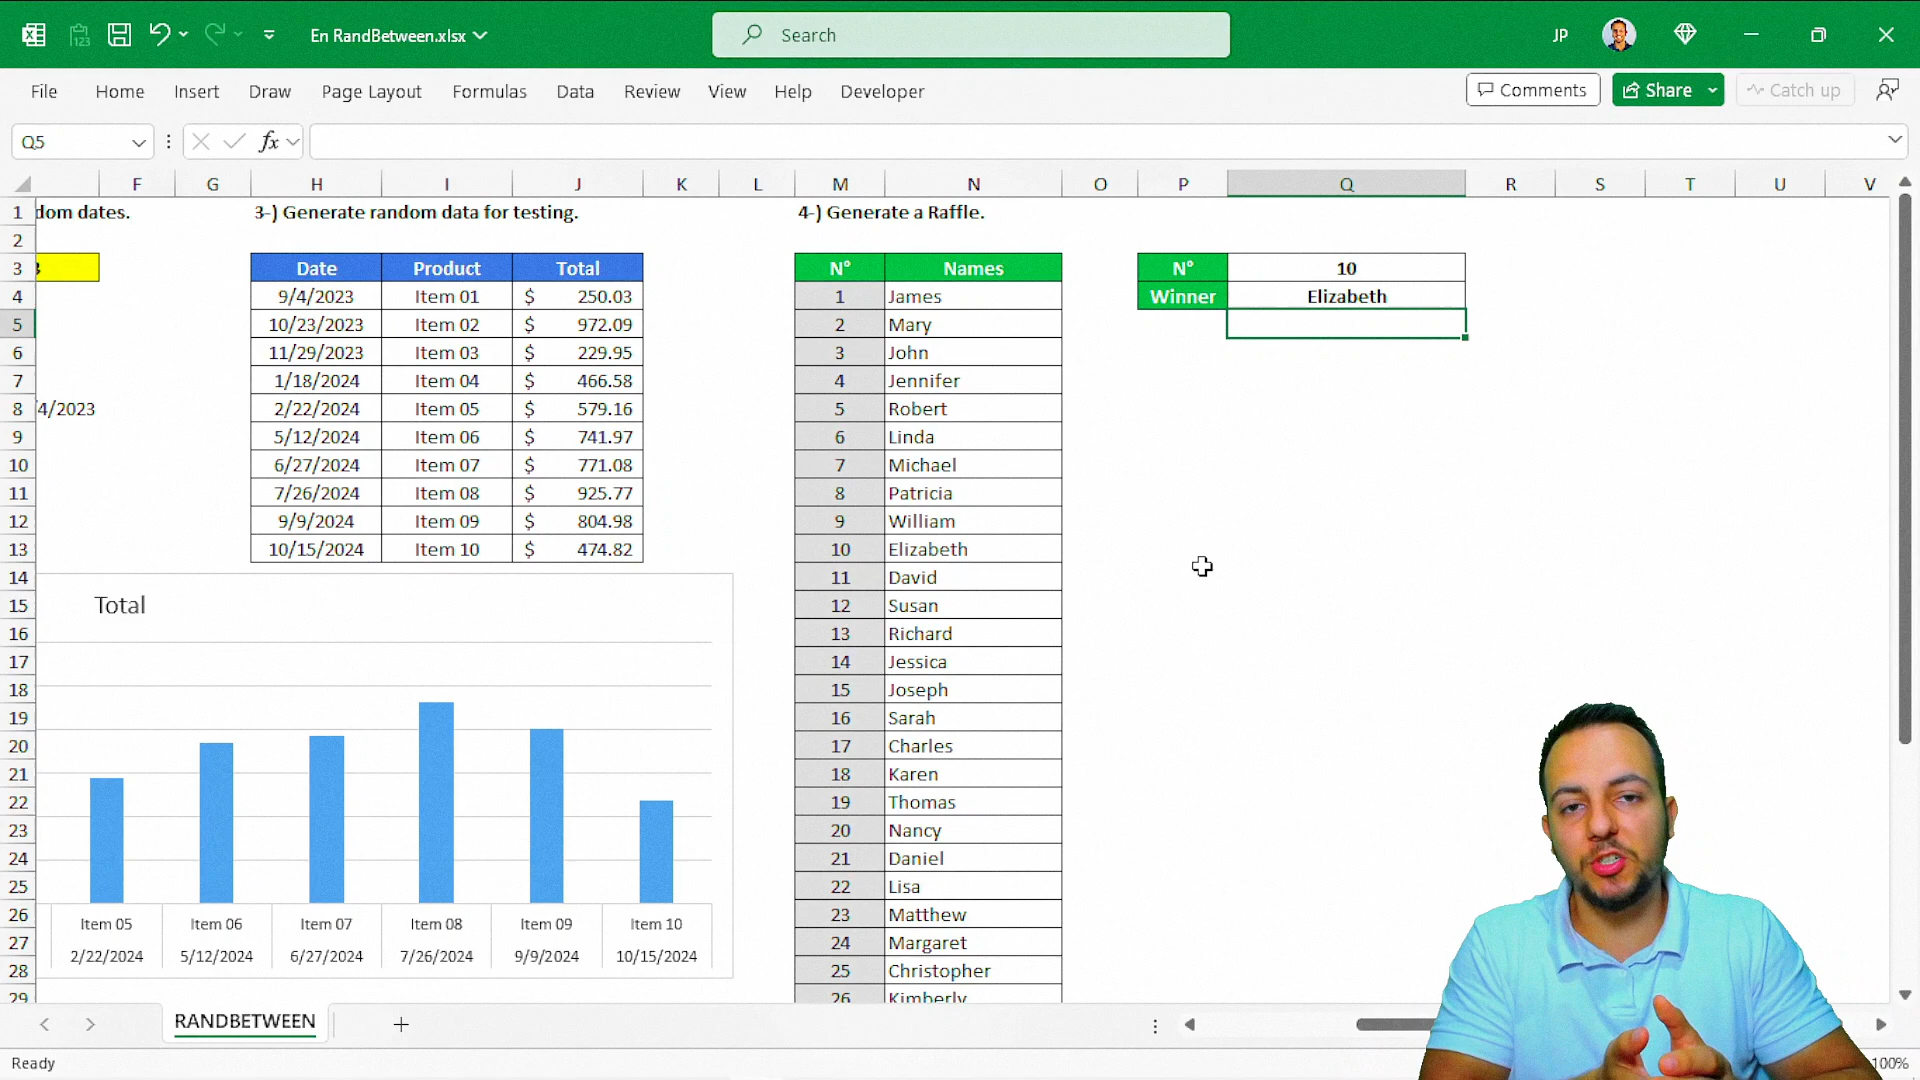 En RandBetween.xlsx
Search
JP
File Home Insert Draw Page Layout Formulas Data Review View Help Developer
Comments Share Catch up
Q5 fx
F G H I J K L M N O P Q R S T U V
1 dom dates. 3-) Generate random data for testing. 4-) Generate a Raffle.
2
3 3 Date Product Total N° Names N° 10
4 9/4/2023 Item 01 $ 250.03 1 James Winner Elizabeth
5 10/23/2023 Item 02 $ 972.09 2 Mary
6 11/29/2023 Item 03 $ 229.95 3 John
7 1/18/2024 Item 04 $ 466.58 4 Jennifer
8 /4/2023 2/22/2024 Item 05 $ 579.16 5 Robert
9 5/12/2024 Item 06 $ 741.97 6 Linda
10 6/27/2024 Item 07 $ 771.08 7 Michael
11 7/26/2024 Item 08 $ 925.77 8 Patricia
12 9/9/2024 Item 09 $ 804.98 9 William
13 10/15/2024 Item 10 $ 474.82 10 Elizabeth
14 11 David
15 Total 12 Susan
16 13 Richard
17 14 Jessica
18 15 Joseph
19 16 Sarah
20 17 Charles
21 18 Karen
22 19 Thomas
23 20 Nancy
24 21 Daniel
25 22 Lisa
26 Item 05 Item 06 Item 07 Item 08 Item 09 Item 10 23 Matthew
27 2/22/2024 5/12/2024 6/27/2024 7/26/2024 9/9/2024 10/15/2024 24 Margaret
28 25 Christopher
29 26 Kimberly
RANDBETWEEN
Ready 100%